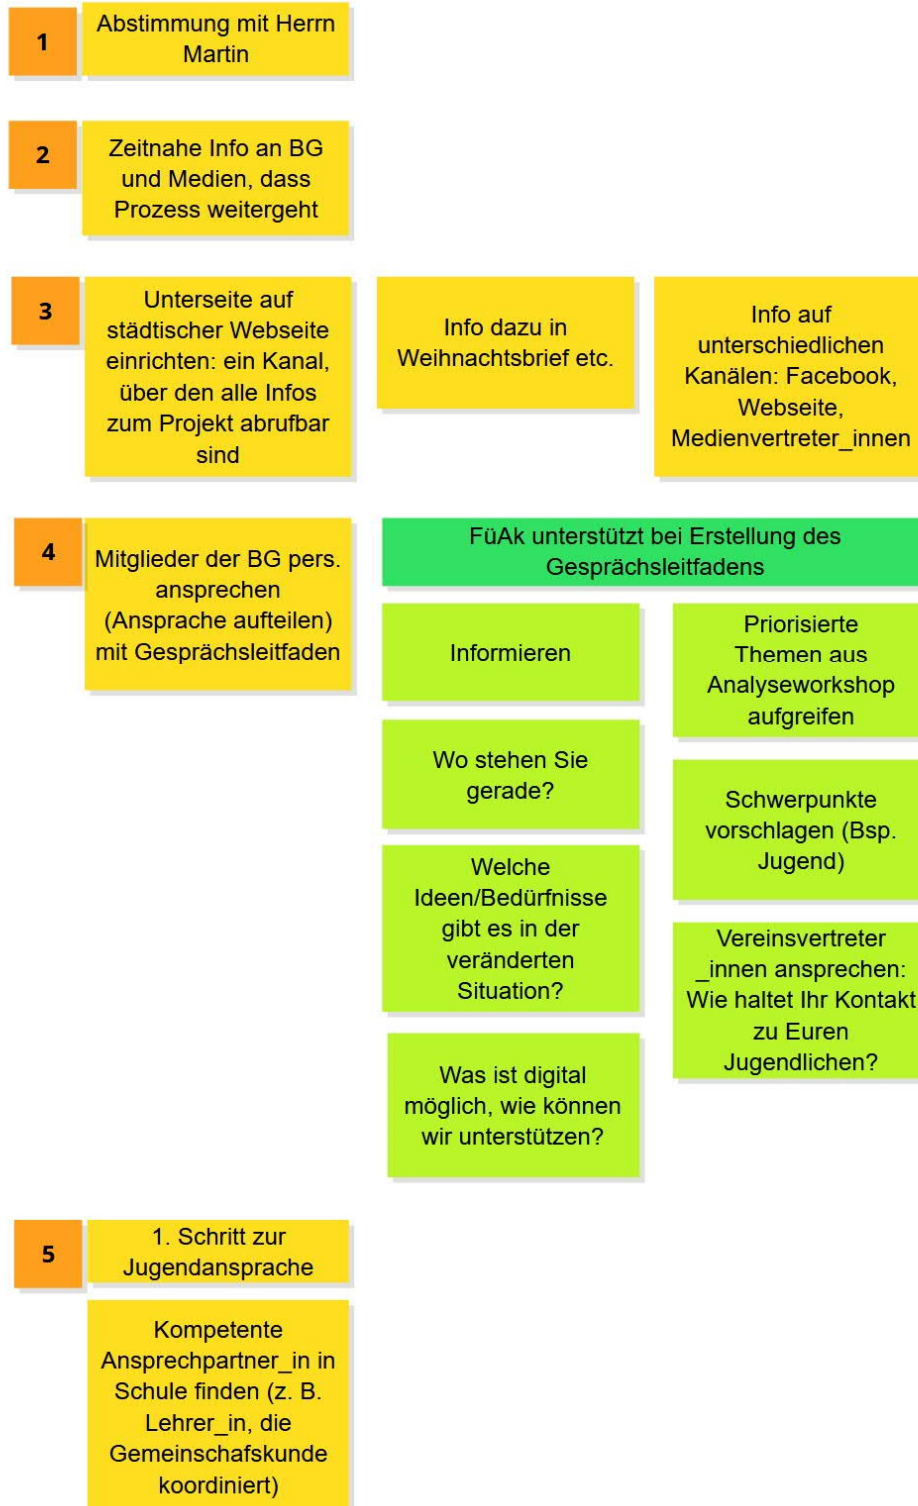 1
Abstimmung mit Herrn
Martin
2
Zeitnahe Info an BG
und Medien, dass
Prozess weitergeht
3
Unterseite auf
städtischer Webseite
einrichten: ein Kanal,
über den alle Infos
zum Projekt abrufbar
sind
Info dazu in
Weihnachtsbrief etc.
Info auf
unterschiedlichen
Kanälen: Facebook,
Webseite,
Medienvertreter_innen
4
Mitglieder der BG pers.
ansprechen
(Ansprache aufteilen)
mit Gesprächsleitfaden
FüAk unterstützt bei Erstellung des
Gesprächsleitfadens
Informieren
Wo stehen Sie
gerade?
Welche
Ideen/Bedürfnisse
gibt es in der
veränderten
Situation?
Was ist digital
möglich, wie können
wir unterstützen?
Priorisierte
Themen aus
Analyseworkshop
aufgreifen
Schwerpunkte
vorschlagen (Bsp.
Jugend)
Vereinsvertreter
_innen ansprechen:
Wie haltet Ihr Kontakt
zu Euren
Jugendlichen?
5
1. Schritt zur
Jugendansprache
Kompetente
Ansprechpartner_in in
Schule finden (z. B.
Lehrer_in, die
Gemeinschafskunde
koordiniert)